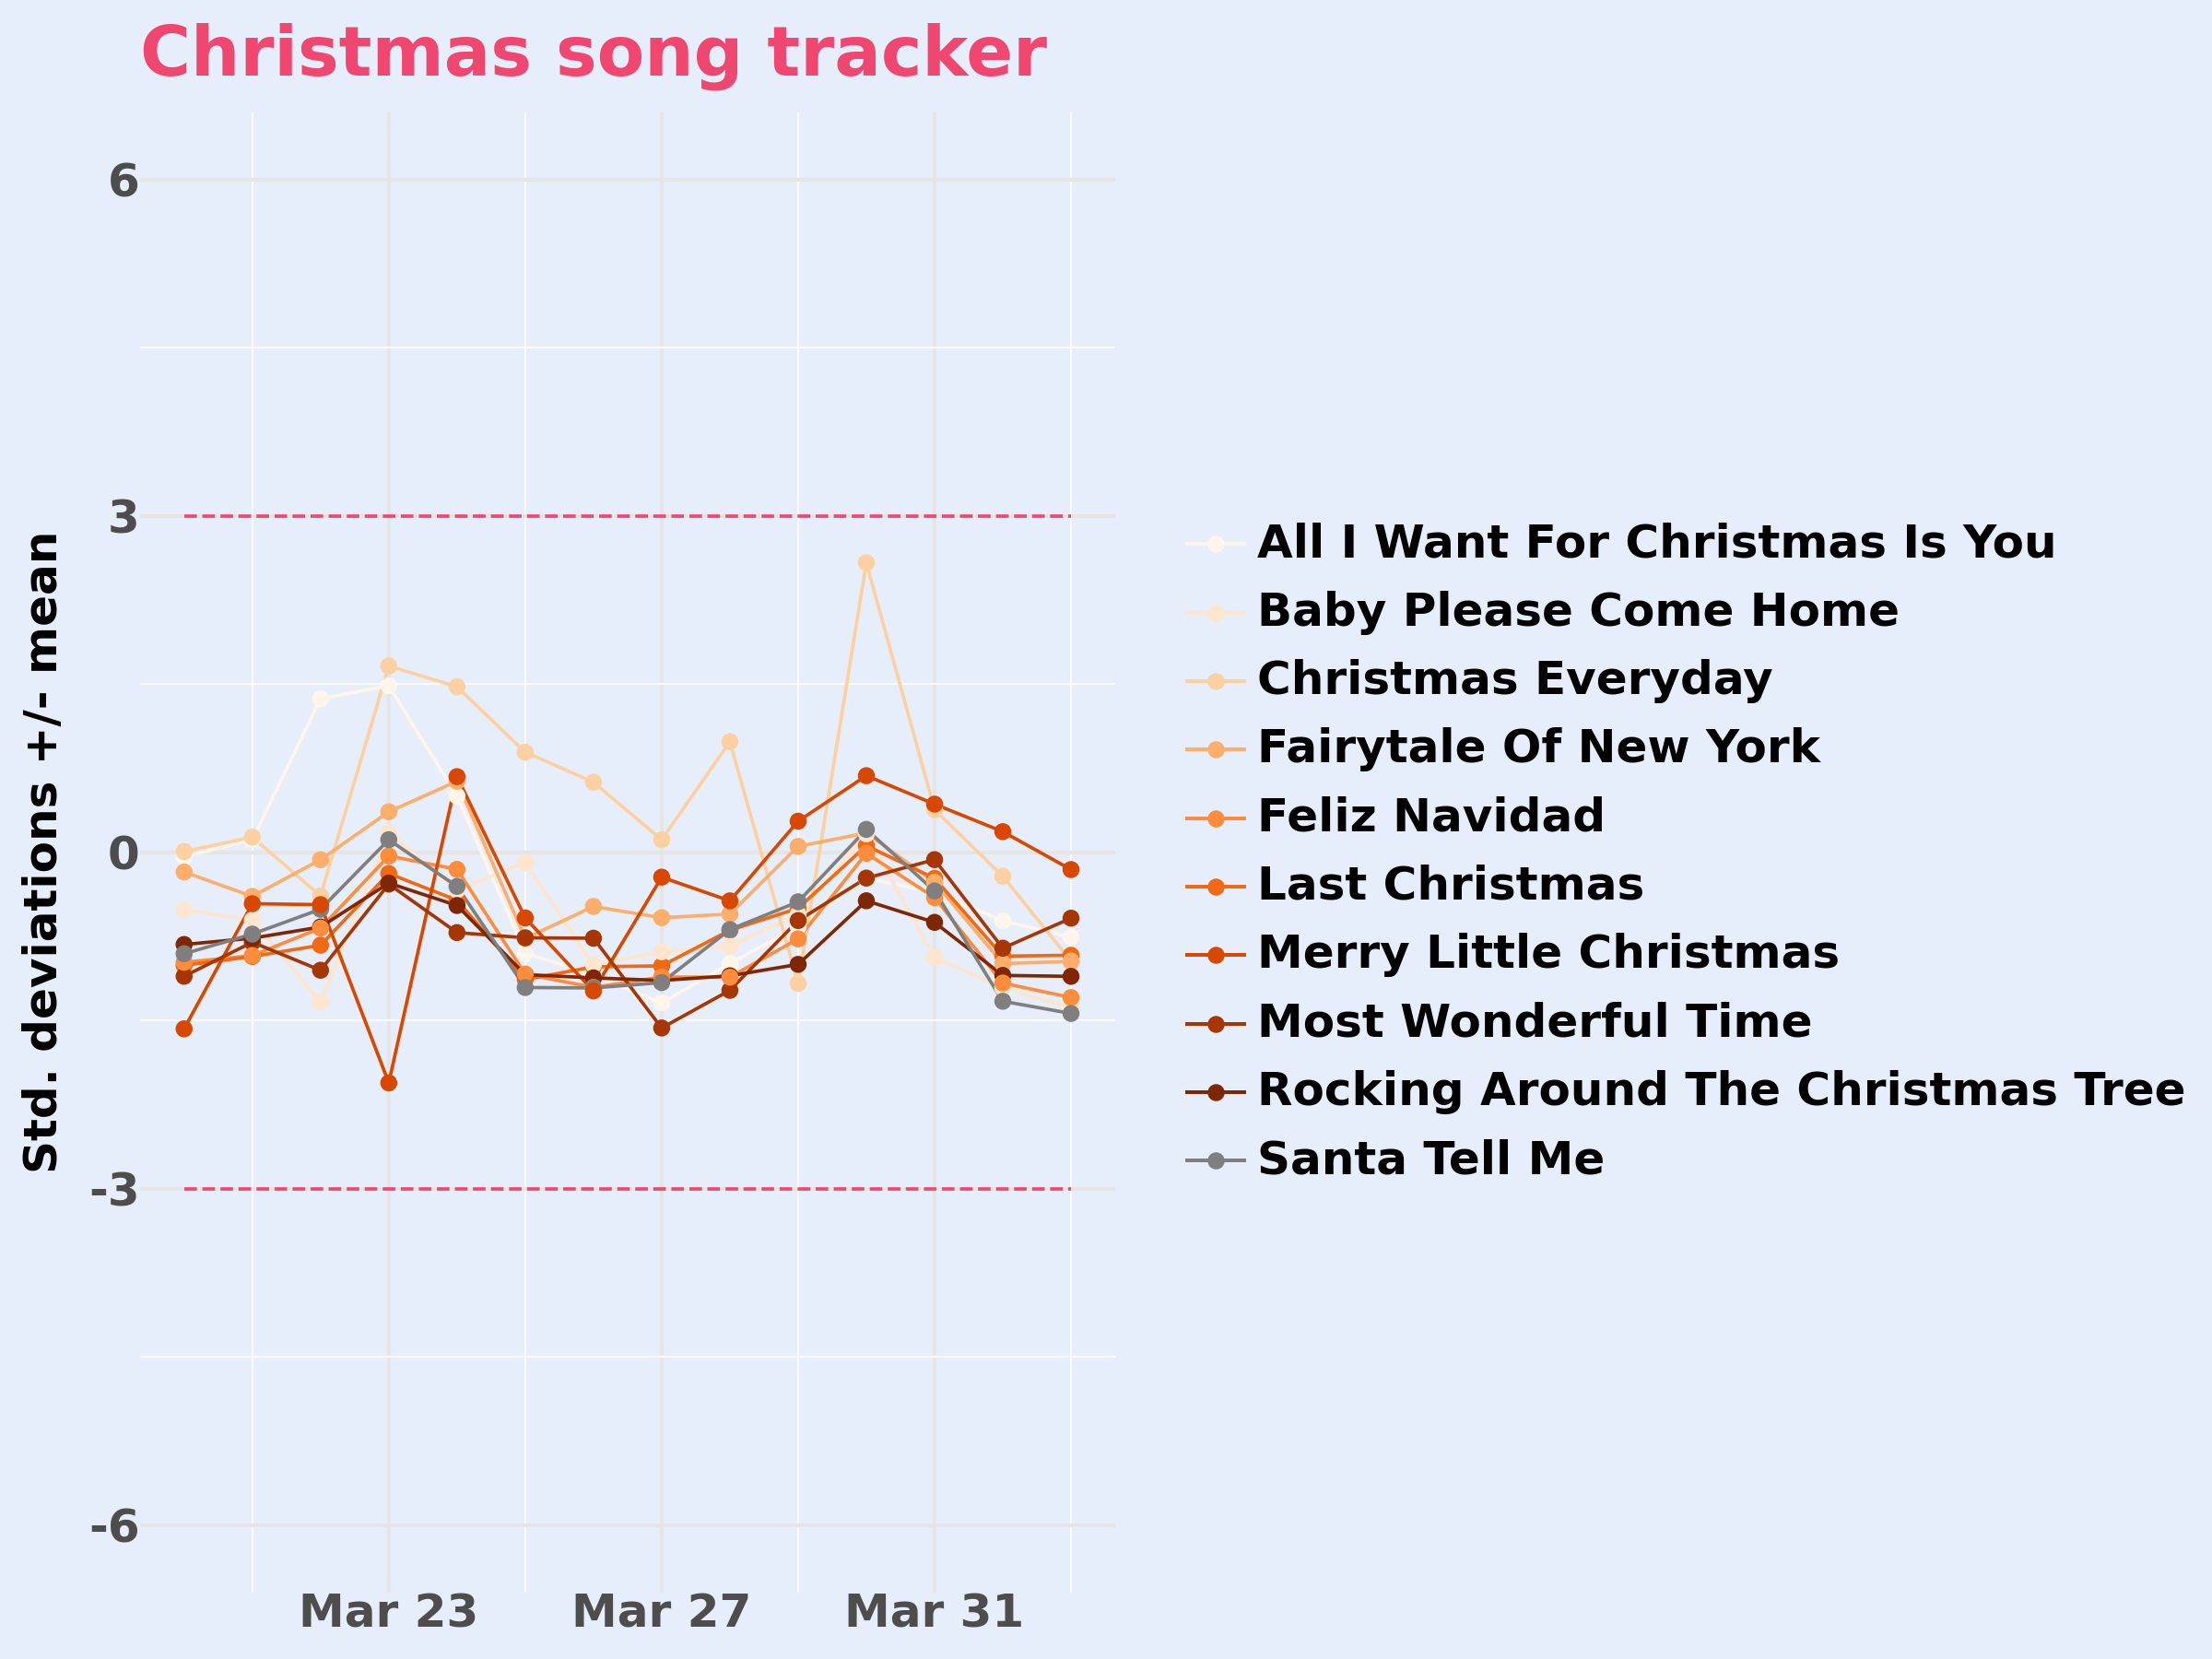 Christmas song tracker
Std. deviations +/- mean
6
3
0
-3
-6
Mar 23
Mar 27
Mar 31
All I Want For Christmas Is You
Baby Please Come Home
Christmas Everyday
Fairytale Of New York
Feliz Navidad
Last Christmas
Merry Little Christmas
Most Wonderful Time
Rocking Around The Christmas Tree
Santa Tell Me